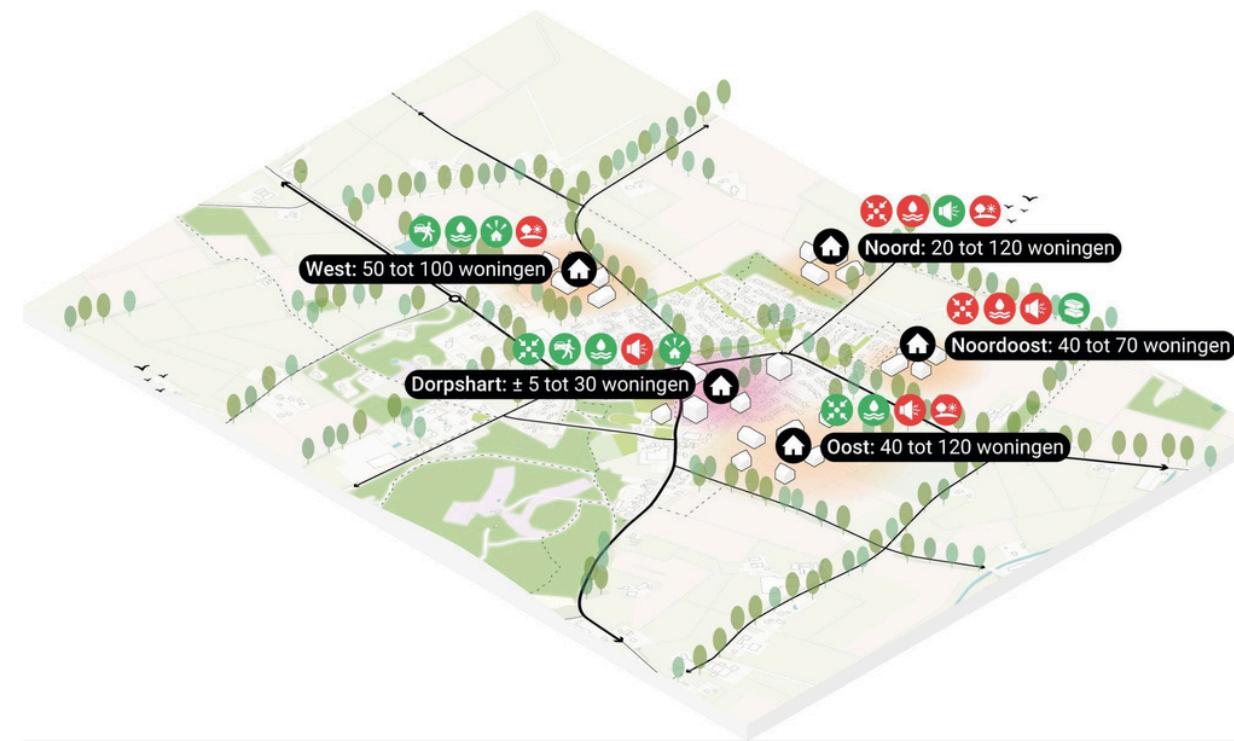 Noord: 20 tot 120 woningen
West: 50 tot 100 woningen
Noordoost: 40 tot 70 woningen
Dorpshart: ± 5 tot 30 woningen
Oost: 40 tot 120 woningen